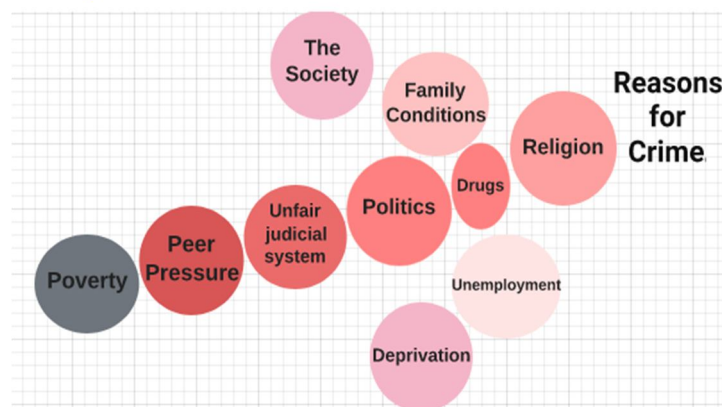 The
Society
Family
Conditions
Reasons
for
Crime.
Religion
Drugs
Politics
Unfair
judicial
system
Peer
Pressure
Poverty
Unemployment
Deprivation